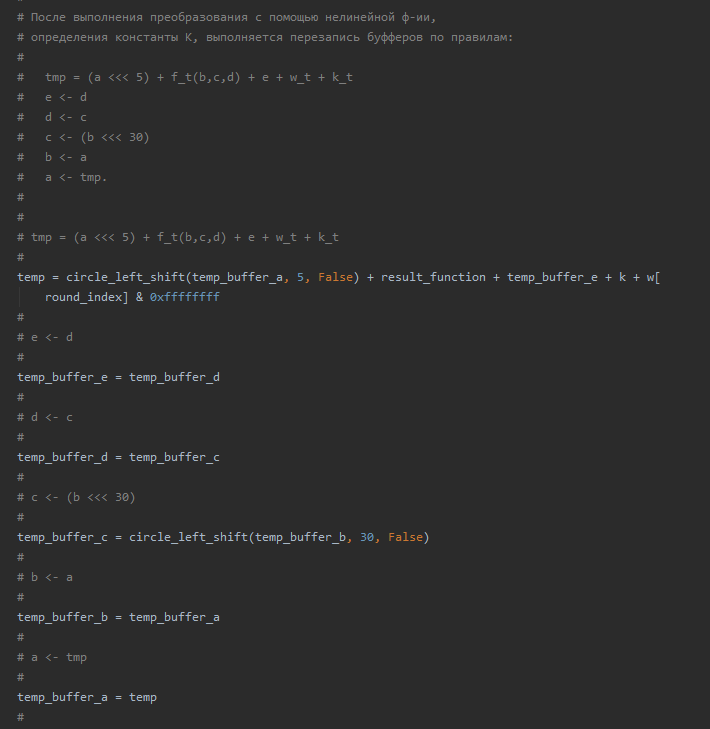 #
# После выполнения преобразования с помощью нелинейной ф-ии,
# определения константы K, выполняется перезапись буфферов по правилам:
#
#   tmp = (a <<< 5) + f_t(b,c,d) + e + w_t + k_t
#   e <- d
#   d <- c
#   c <- (b <<< 30)
#   b <- a
#   a <- tmp.
#
#
# tmp = (a <<< 5) + f_t(b,c,d) + e + w_t + k_t
#
temp = circle_left_shift(temp_buffer_a, 5, False) + result_function + temp_buffer_e + k + w[
    round_index] & 0xffffffff
#
# e <- d
#
temp_buffer_e = temp_buffer_d
#
# d <- c
#
temp_buffer_d = temp_buffer_c
#
# c <- (b <<< 30)
#
temp_buffer_c = circle_left_shift(temp_buffer_b, 30, False)
#
# b <- a
#
temp_buffer_b = temp_buffer_a
#
# a <- tmp
#
temp_buffer_a = temp
#